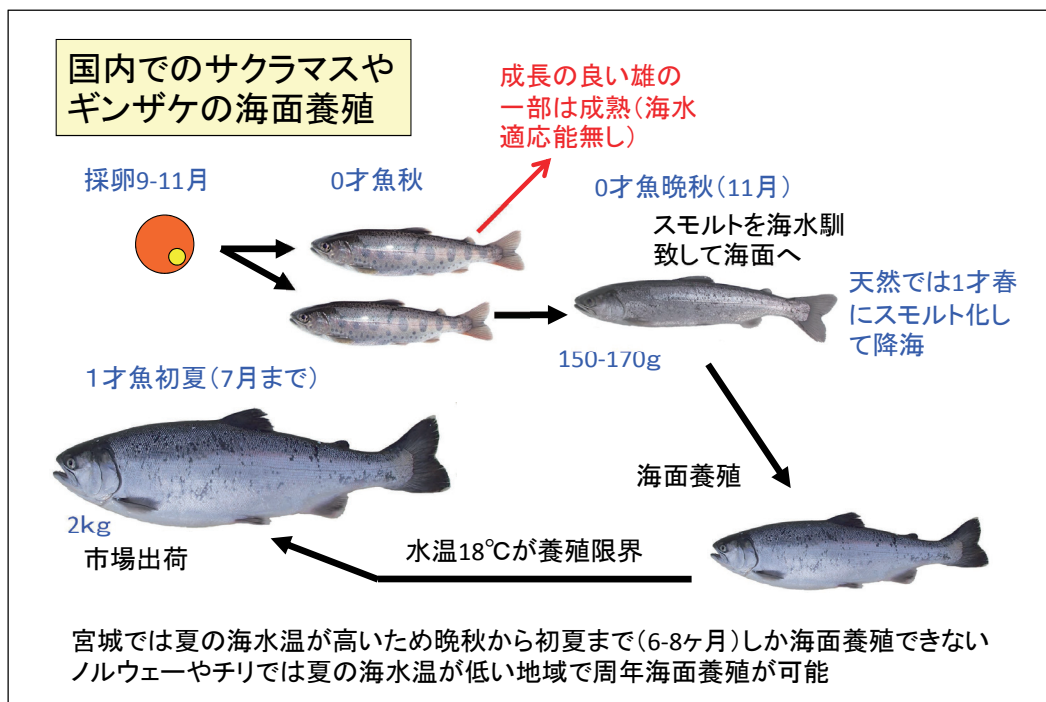 国内でのサクラマスや
ギンザケの海面養殖
成長の良い雄の
一部は成熟(海水
適応能無し)
採卵9-11月
0才魚秋
0才魚晩秋(11月)
スモルトを海水馴
致して海面へ
天然では1才春
にスモルト化し
て降海
150-170g
1才魚初夏(7月まで)
海面養殖
2kg
市場出荷
水温18℃が養殖限界
宮城では夏の海水温が高いため晩秋から初夏まで(6-8ヶ月)しか海面養殖できない
ノルウェーやチリでは夏の海水温が低い地域で周年海面養殖が可能